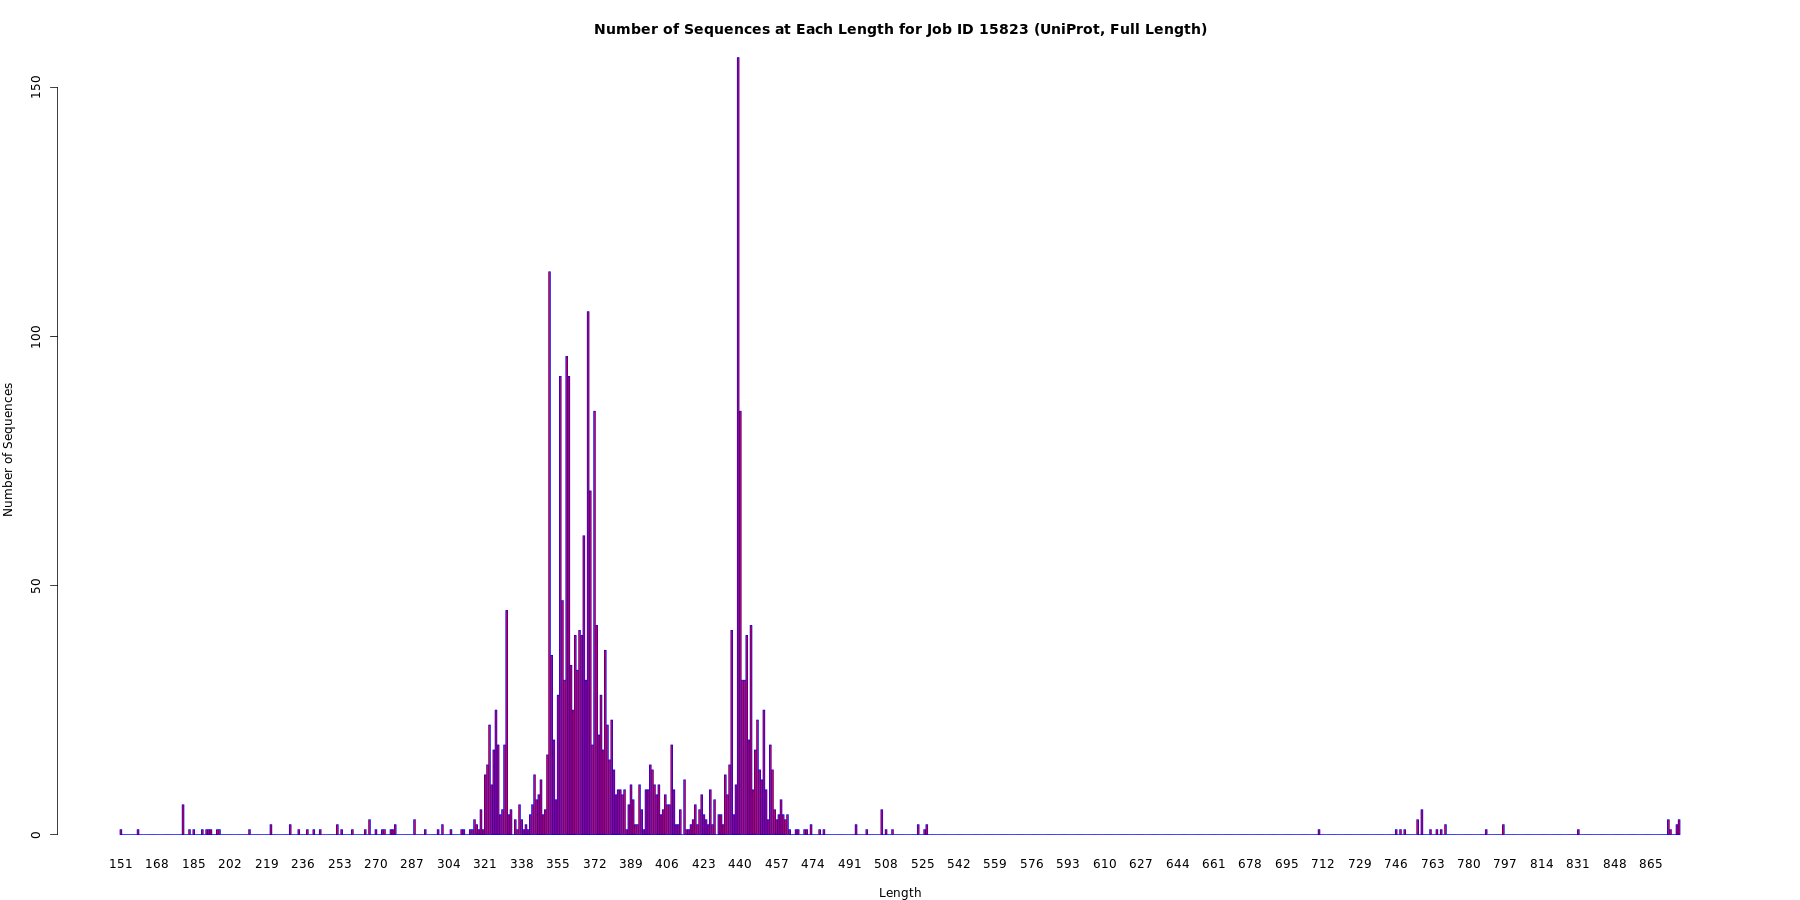 Number of Sequences at Each Length for Job ID 15823 (UniProt, Full Length)
Number of Sequences
150
100
50
0
151 168 185 202 219 236 253 270 287 304 321 338 355 372 389 406 423 440 457 474 491 508 525 542 559 576 593 610 627 644 661 678 695 712 729 746 763 780 797 814 831 848 865
Length